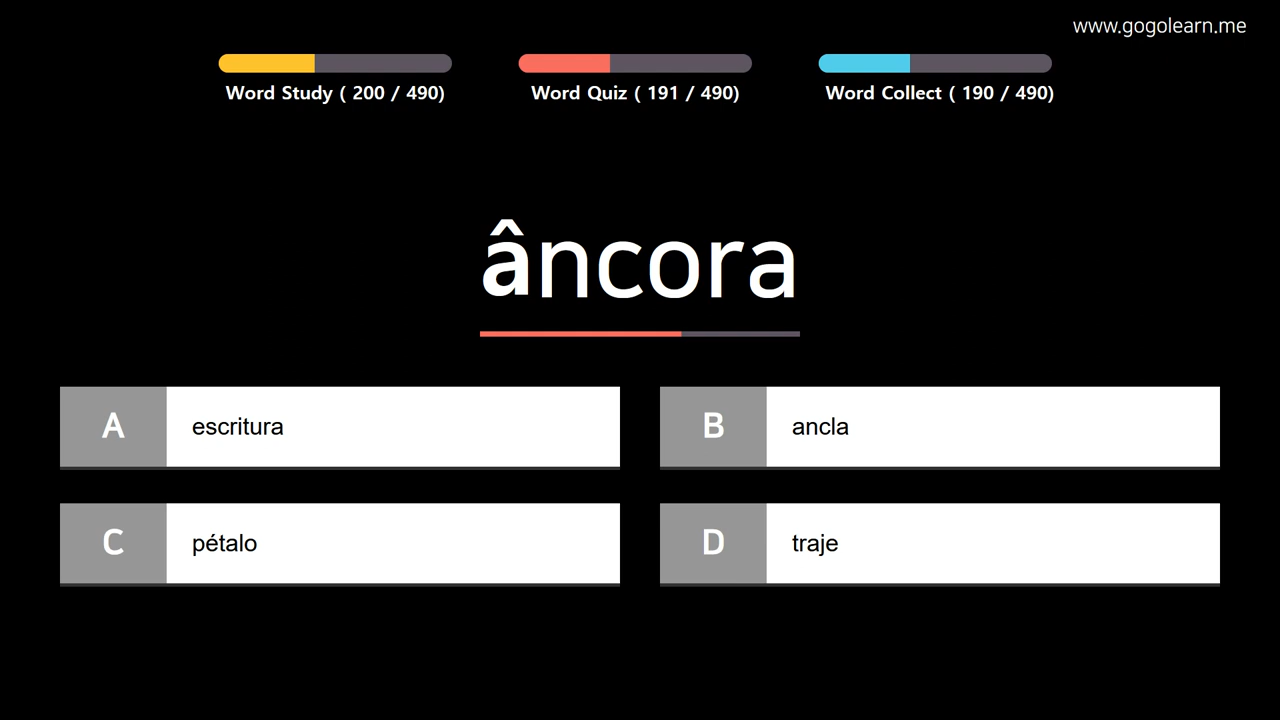 www.gogolearn.me
Word Study ( 200 / 490)
Word Quiz ( 191 / 490)
Word Collect ( 190 / 490)
âncora
A escritura
B ancla
C pétalo
D traje